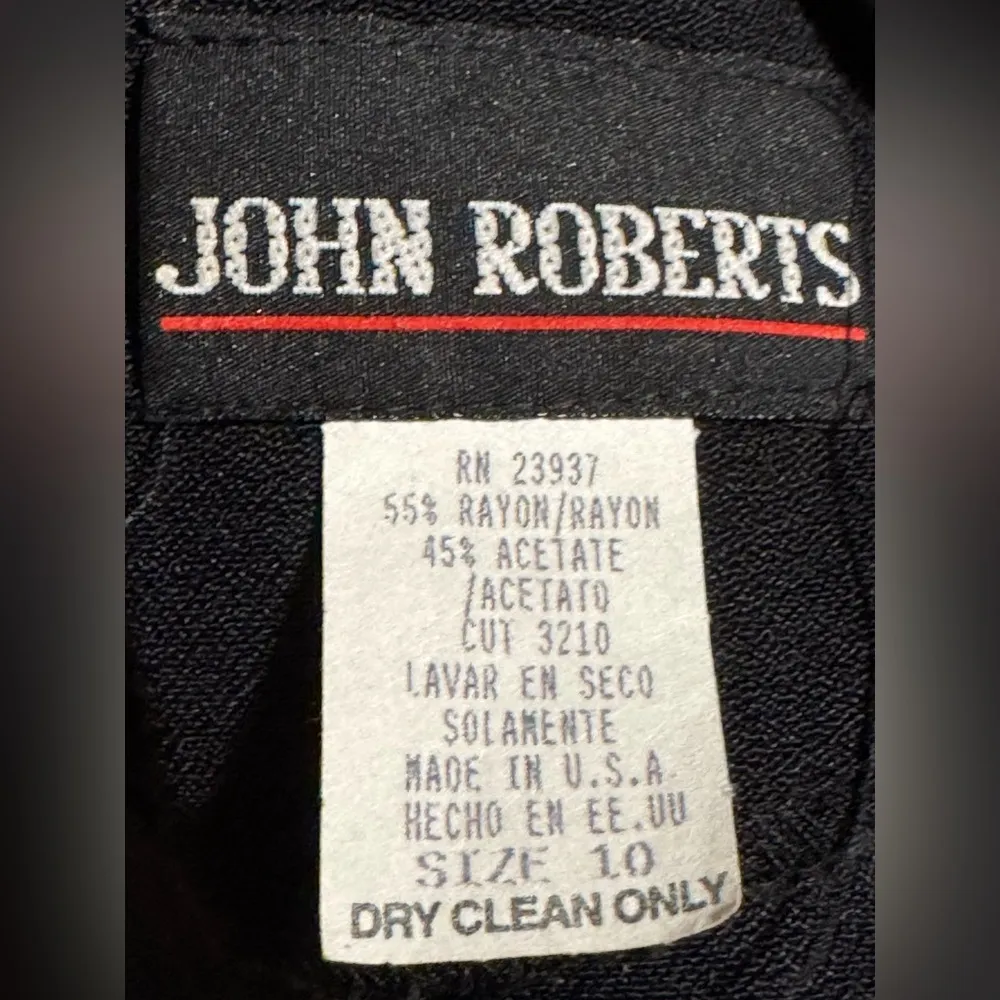 JOHN ROBERTS
RN 23937
55% RAYON/RAYON
45% ACETATE
/ACETATO
CUT 3210
LAVAR EN SECO
SOLAMENTE
MADE IN U.S.A.
HECHO EN EE.UU
SIZE 10
DRY CLEAN ONLY